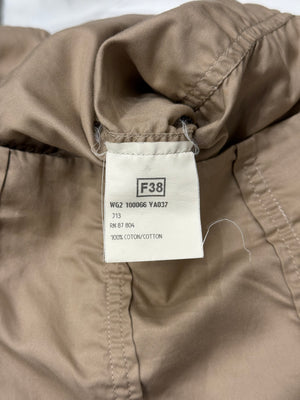 F38
WG2 100066 YA037
713
RN 87 804
100% COTON/COTTON